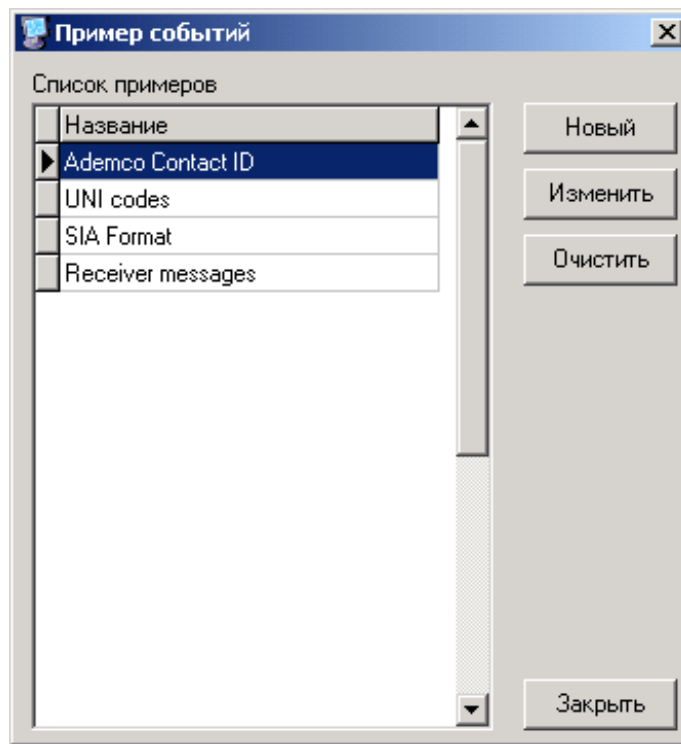 Пример событий
Список примеров
Название
Ademco Contact ID
UNI codes
SIA Format
Receiver messages
Новый
Изменить
Очистить
Закрыть